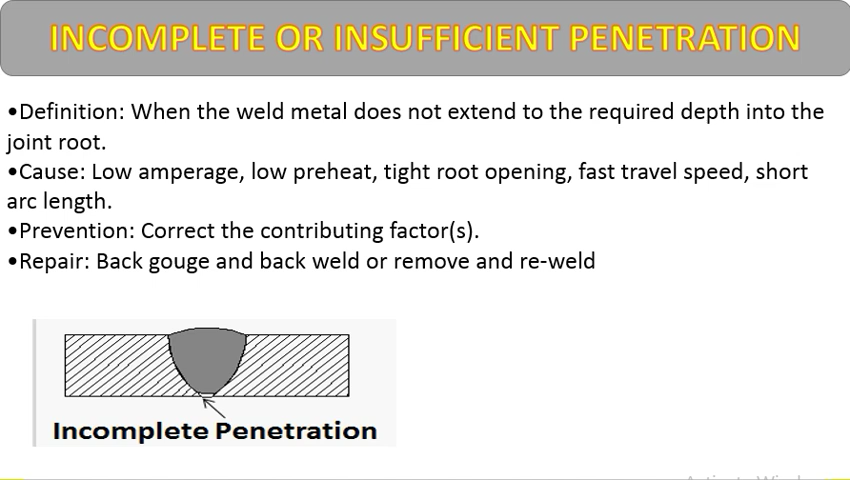 INCOMPLETE OR INSUFFICIENT PENETRATION
•Definition: When the weld metal does not extend to the required depth into the
joint root.
•Cause: Low amperage, low preheat, tight root opening, fast travel speed, short
arc length.
•Prevention: Correct the contributing factor(s).
•Repair: Back gouge and back weld or remove and re-weld
Incomplete Penetration